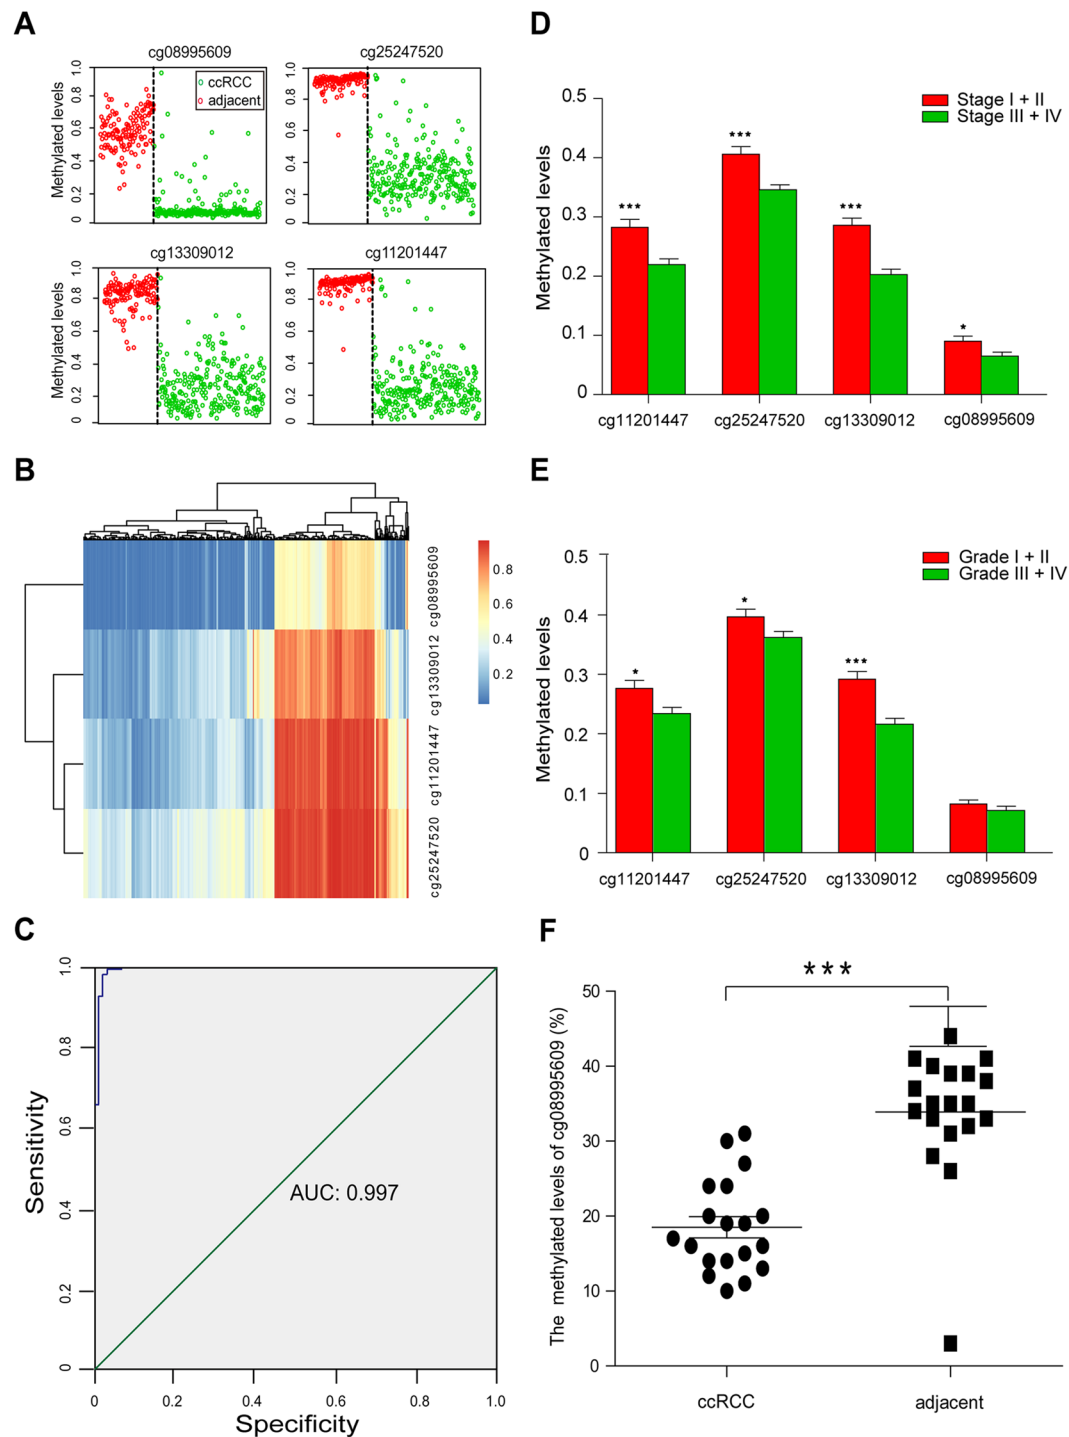 A
cg08995609
cg25247520
Methylated levels
1.0
0.8
0.6
0.4
0.2
0
ccRCC
adjacent
1.0
0.8
0.6
0.4
0.2
0
cg13309012
cg11201447
Methylated levels
1.0
0.8
0.6
0.4
0.2
0
1.0
0.8
0.6
0.4
0.2
0
B
cg08995609
cg13309012
cg11201447
cg25247520
0.8
0.6
0.4
0.2
C
Sensitivity
1.0
0.8
0.6
0.4
0.2
0
AUC: 0.997
0 0.2 0.4 0.6 0.8 1.0
Specificity
D
Methylated levels
0.5
0.4
0.3
0.2
0.1
0
Stage I + II
Stage III + IV
*** *** *** *
cg11201447 cg25247520 cg13309012 cg08995609
E
Methylated levels
0.5
0.4
0.3
0.2
0.1
0
Grade I + II
Grade III + IV
* * ***
cg11201447 cg25247520 cg13309012 cg08995609
F
The methylated levels of cg08995609 (%)
50
40
30
20
10
0
***
ccRCC adjacent